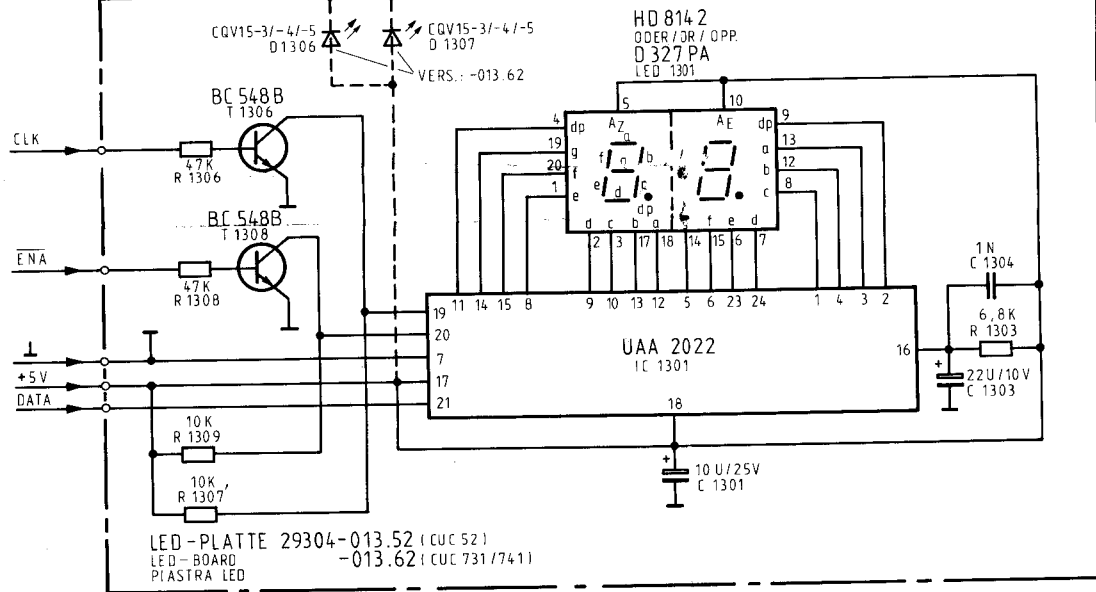 CQV15-3/-4/-5
D1306
CQV15-3/-4/-5
D 1307
VERS.: -013.62
HD 8142
ODER / OR / OPP.
D 327 PA
LED 1301
BC 548 B
T 1306
CLK
47K
R 1306
BC 548B
T 1308
ENA
47K
R 1308
5
10
4
19
20
1
dp
g
f
e
AZ
AE
a
f
g
b
e
d
c
dp
dp
a
b
c
9
13
12
8
d
c
b
a
g
f
e
d
2
3
17
18
14
15
6
7
11
14
15
8
9
10
13
12
5
6
23
24
1
4
3
2
1N
C 1304
6,8K
R 1303
19
20
7
17
21
UAA 2022
IC 1301
16
+
22U/10V
C 1303
⊥
+5V
DATA
18
10K
R 1309
10K
R 1307
+
10 U/25V
C 1301
LED-PLATTE 29304-013.52 (CUC 52)
LED-BOARD -013.62 (CUC 731/741)
PIASTRA LED